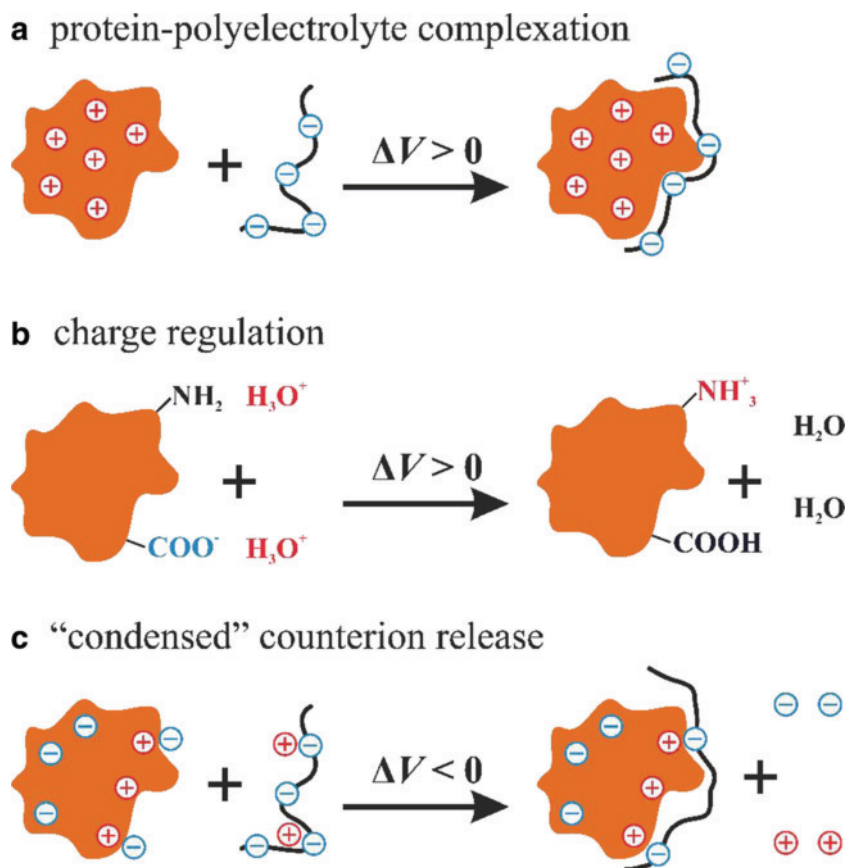 a protein-polyelectrolyte complexation
+ + + + + +
+
− − − −
ΔV > 0
+ + + + + +
− − − −
b charge regulation
NH₂ H₃O⁺
+
COO⁻ H₃O⁺
ΔV > 0
NH⁺₃
H₂O
+
H₂O
COOH
c “condensed” counterion release
− − − + − + + −
+
+ − − + − −
ΔV < 0
− − − + + + − −
+
− −
+ +